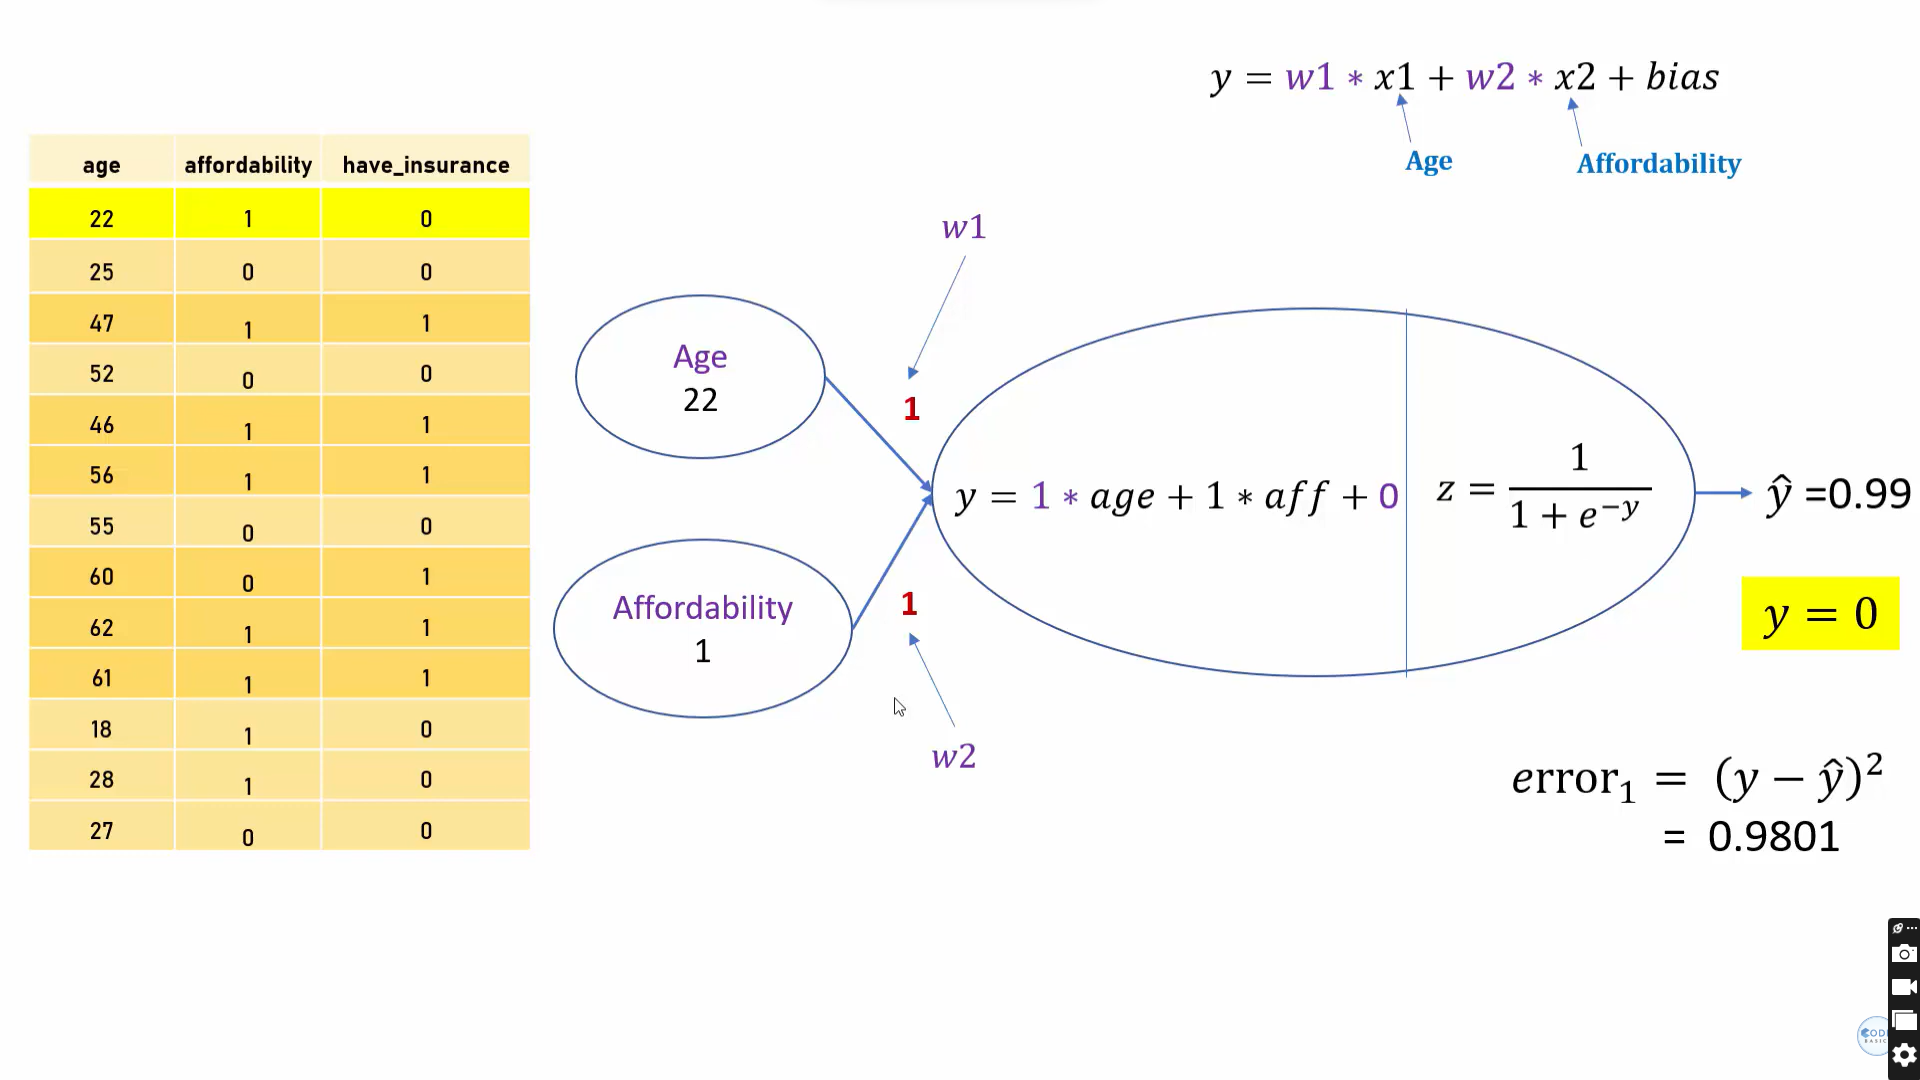 y = w1 * x1 + w2 * x2 + bias
Age
Affordability
age affordability have_insurance
22 1 0
25 0 0
47 1 1
52 0 0
46 1 1
56 1 1
55 0 0
60 0 1
62 1 1
61 1 1
18 1 0
28 1 0
27 0 0
w1
Age
22
1
y = 1 * age + 1 * aff + 0
z = 1 / (1 + e^{-y})
ŷ =0.99
Affordability
1
1
w2
y = 0
error₁ = (y − ŷ)²
= 0.9801